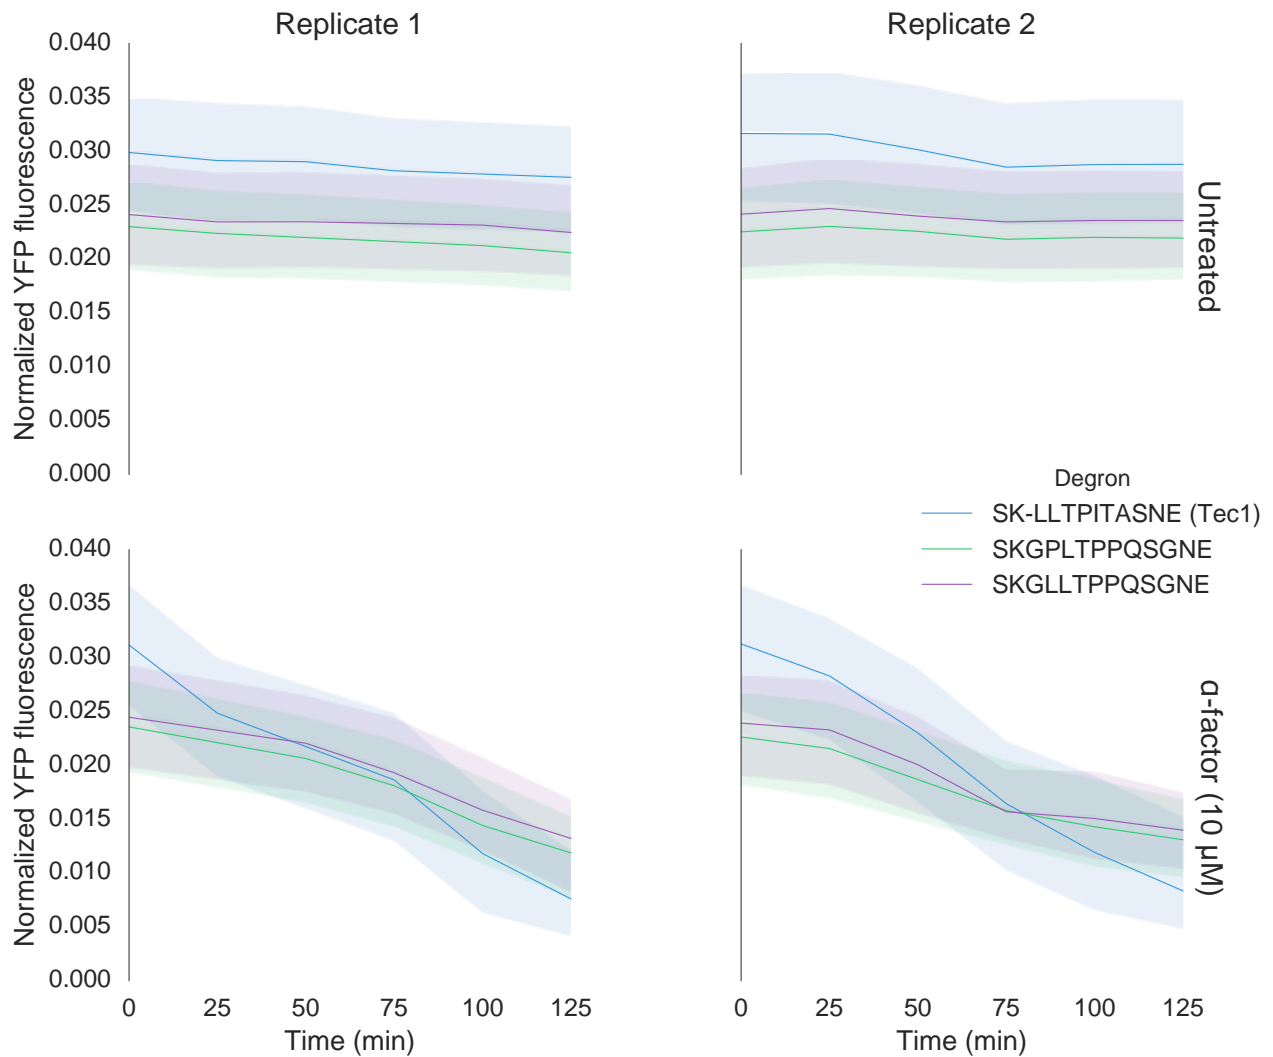 Replicate 1
Replicate 2
Normalized YFP fluorescence
0.040
0.035
0.030
0.025
0.020
0.015
0.010
0.005
0.000
Untreated
Degron
SK-LLTPITASNE (Tec1)
SKGPLTPPQSGNE
SKGLLTPPQSGNE
Normalized YFP fluorescence
0.040
0.035
0.030
0.025
0.020
0.015
0.010
0.005
0.000
α-factor (10 µM)
0 25 50 75 100 125
Time (min)
0 25 50 75 100 125
Time (min)